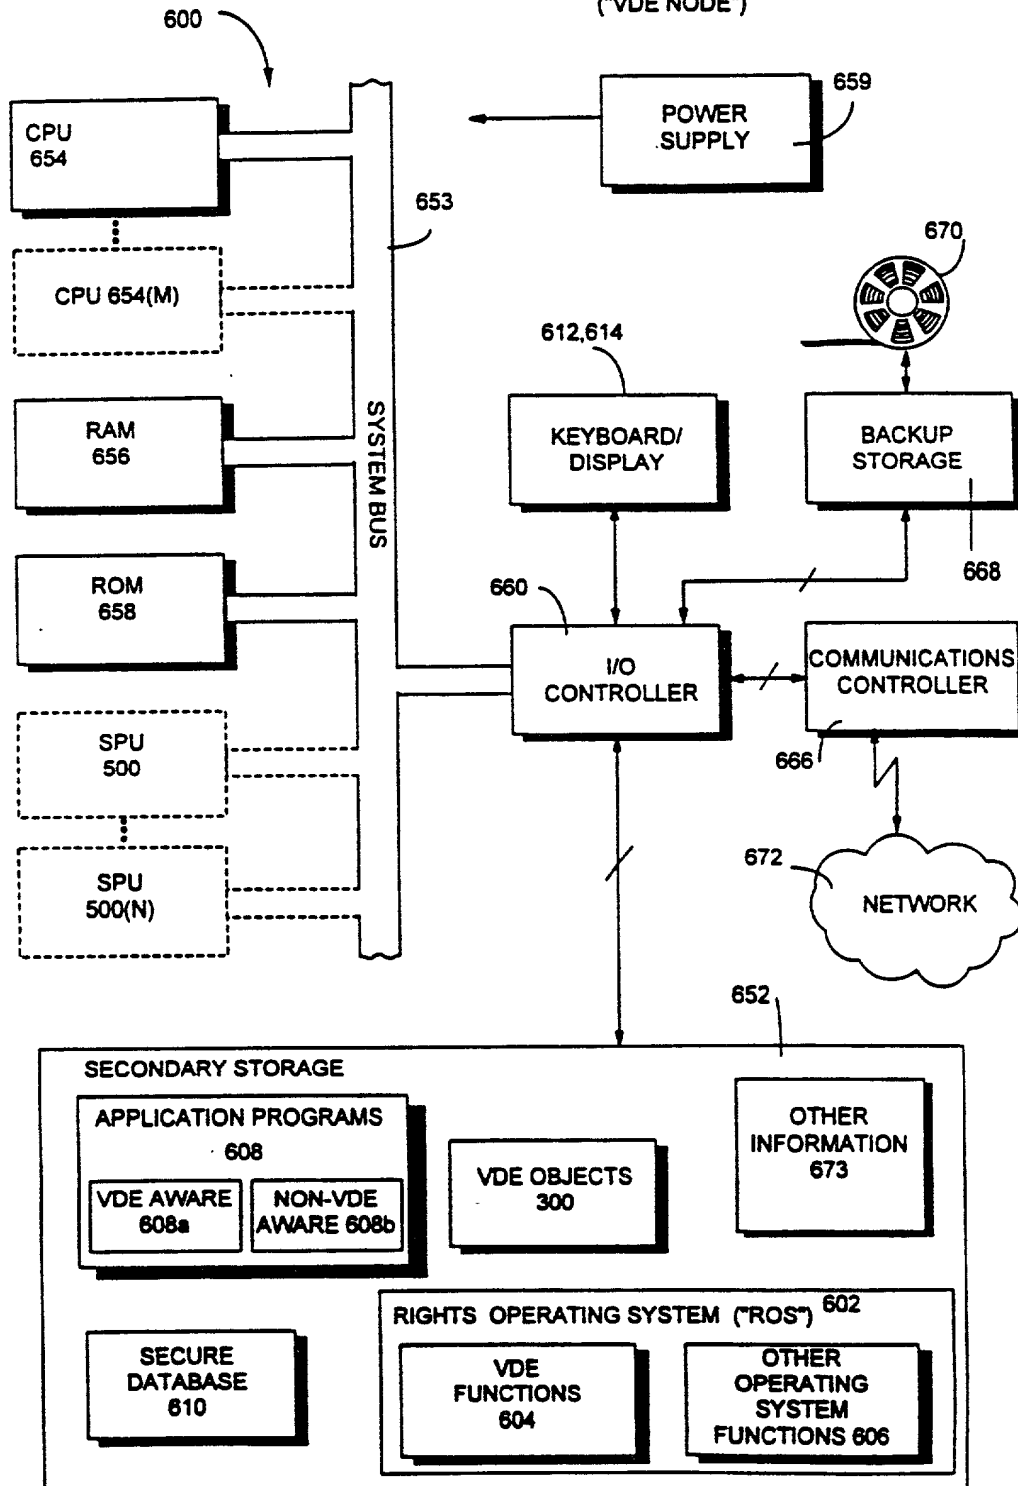 ("VDE NODE")
600
CPU
654
POWER
SUPPLY
659
653
CPU 654(M)
670
612,614
RAM
656
SYSTEM BUS
KEYBOARD/
DISPLAY
BACKUP
STORAGE
668
ROM
658
660
I/O
CONTROLLER
COMMUNICATIONS
CONTROLLER
666
SPU
500
SPU
500(N)
672
NETWORK
652
SECONDARY STORAGE
APPLICATION PROGRAMS
608
VDE AWARE
608a
NON-VDE
AWARE 608b
VDE OBJECTS
300
OTHER
INFORMATION
673
SECURE
DATABASE
610
RIGHTS OPERATING SYSTEM ("ROS") 602
VDE
FUNCTIONS
604
OTHER
OPERATING
SYSTEM
FUNCTIONS 606